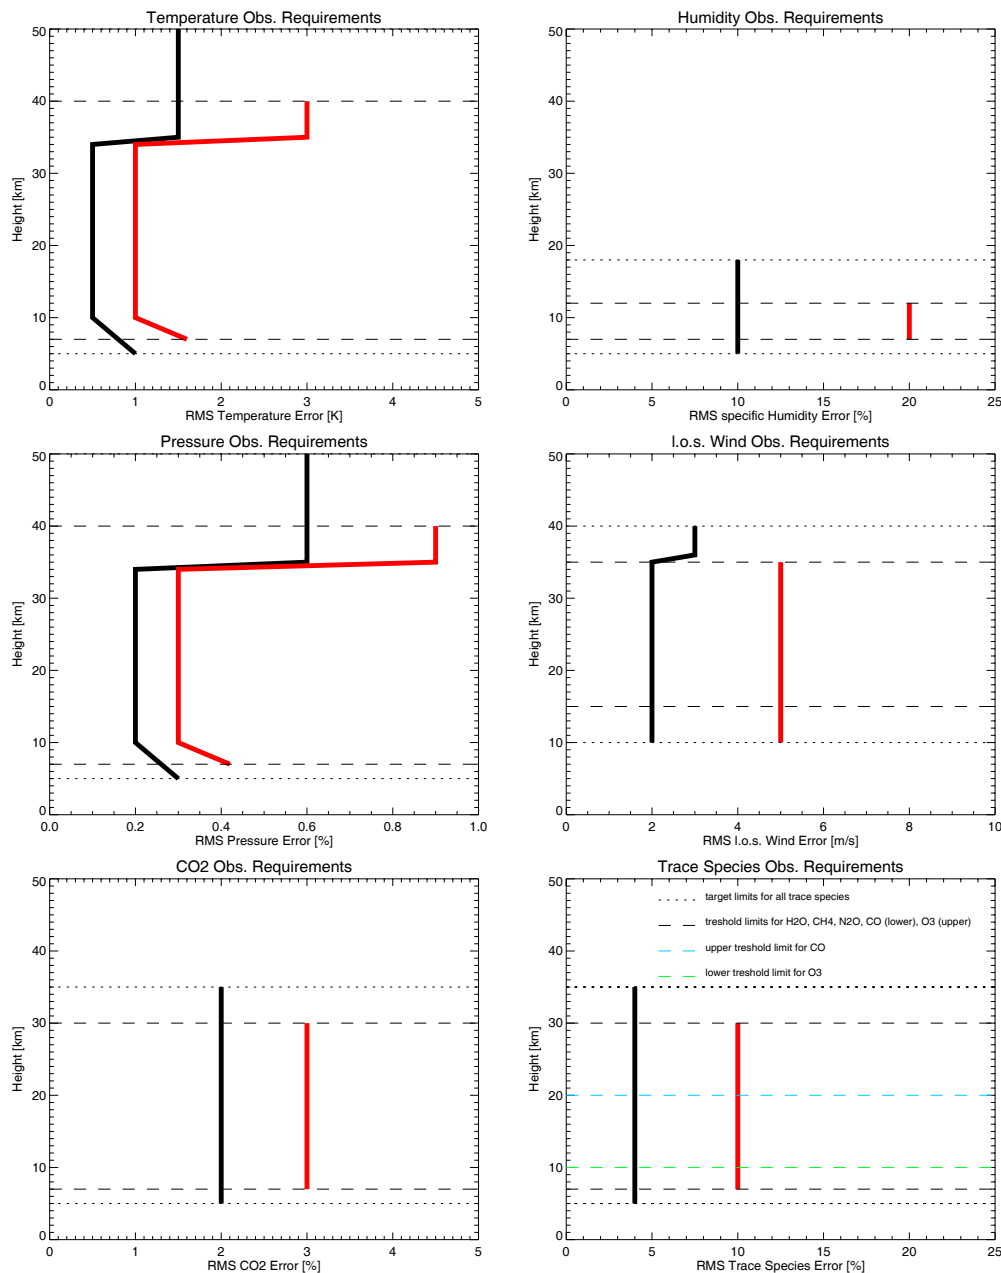 Temperature Obs. Requirements
50
40
30
20
10
0
Height [km]
0 1 2 3 4 5
RMS Temperature Error [K]
Humidity Obs. Requirements
50
40
30
20
10
0
Height [km]
0 5 10 15 20 25
RMS specific Humidity Error [%]
Pressure Obs. Requirements
50
40
30
20
10
0
Height [km]
0.0 0.2 0.4 0.6 0.8 1.0
RMS Pressure Error [%]
l.o.s. Wind Obs. Requirements
50
40
30
20
10
0
Height [km]
0 2 4 6 8 10
RMS l.o.s. Wind Error [m/s]
CO2 Obs. Requirements
50
40
30
20
10
0
Height [km]
0 1 2 3 4 5
RMS CO2 Error [%]
Trace Species Obs. Requirements
target limits for all trace species
treshold limits for H2O, CH4, N2O, CO (lower), O3 (upper)
upper treshold limit for CO
lower treshold limit for O3
50
40
30
20
10
0
Height [km]
0 5 10 15 20 25
RMS Trace Species Error [%]